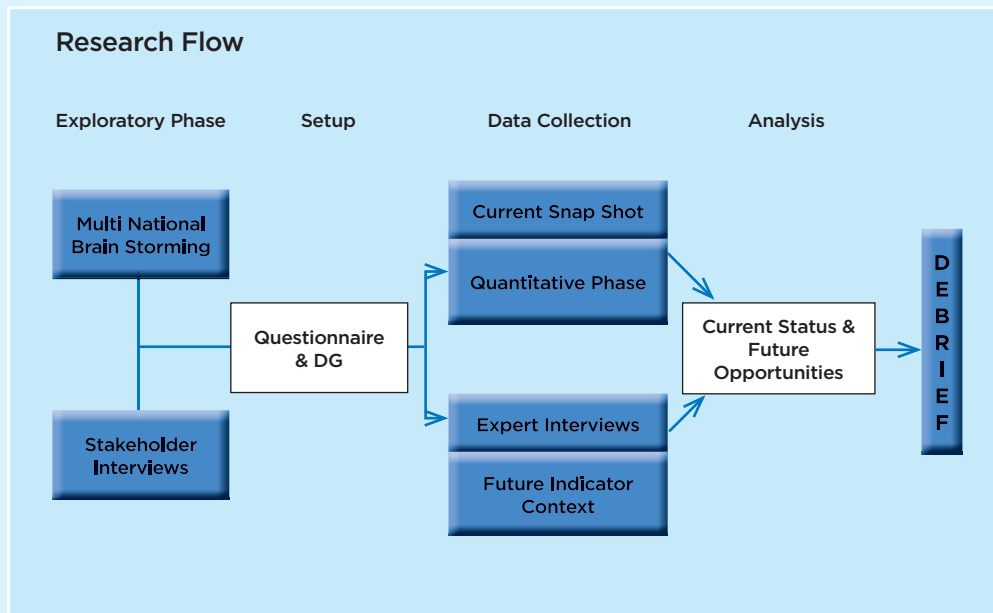 Research Flow
Exploratory Phase
Setup
Data Collection
Analysis
Multi National
Brain Storming
Stakeholder
Interviews
Questionnaire
& DG
Current Snap Shot
Quantitative Phase
Expert Interviews
Future Indicator
Context
Current Status &
Future
Opportunities
D
E
B
R
I
E
F